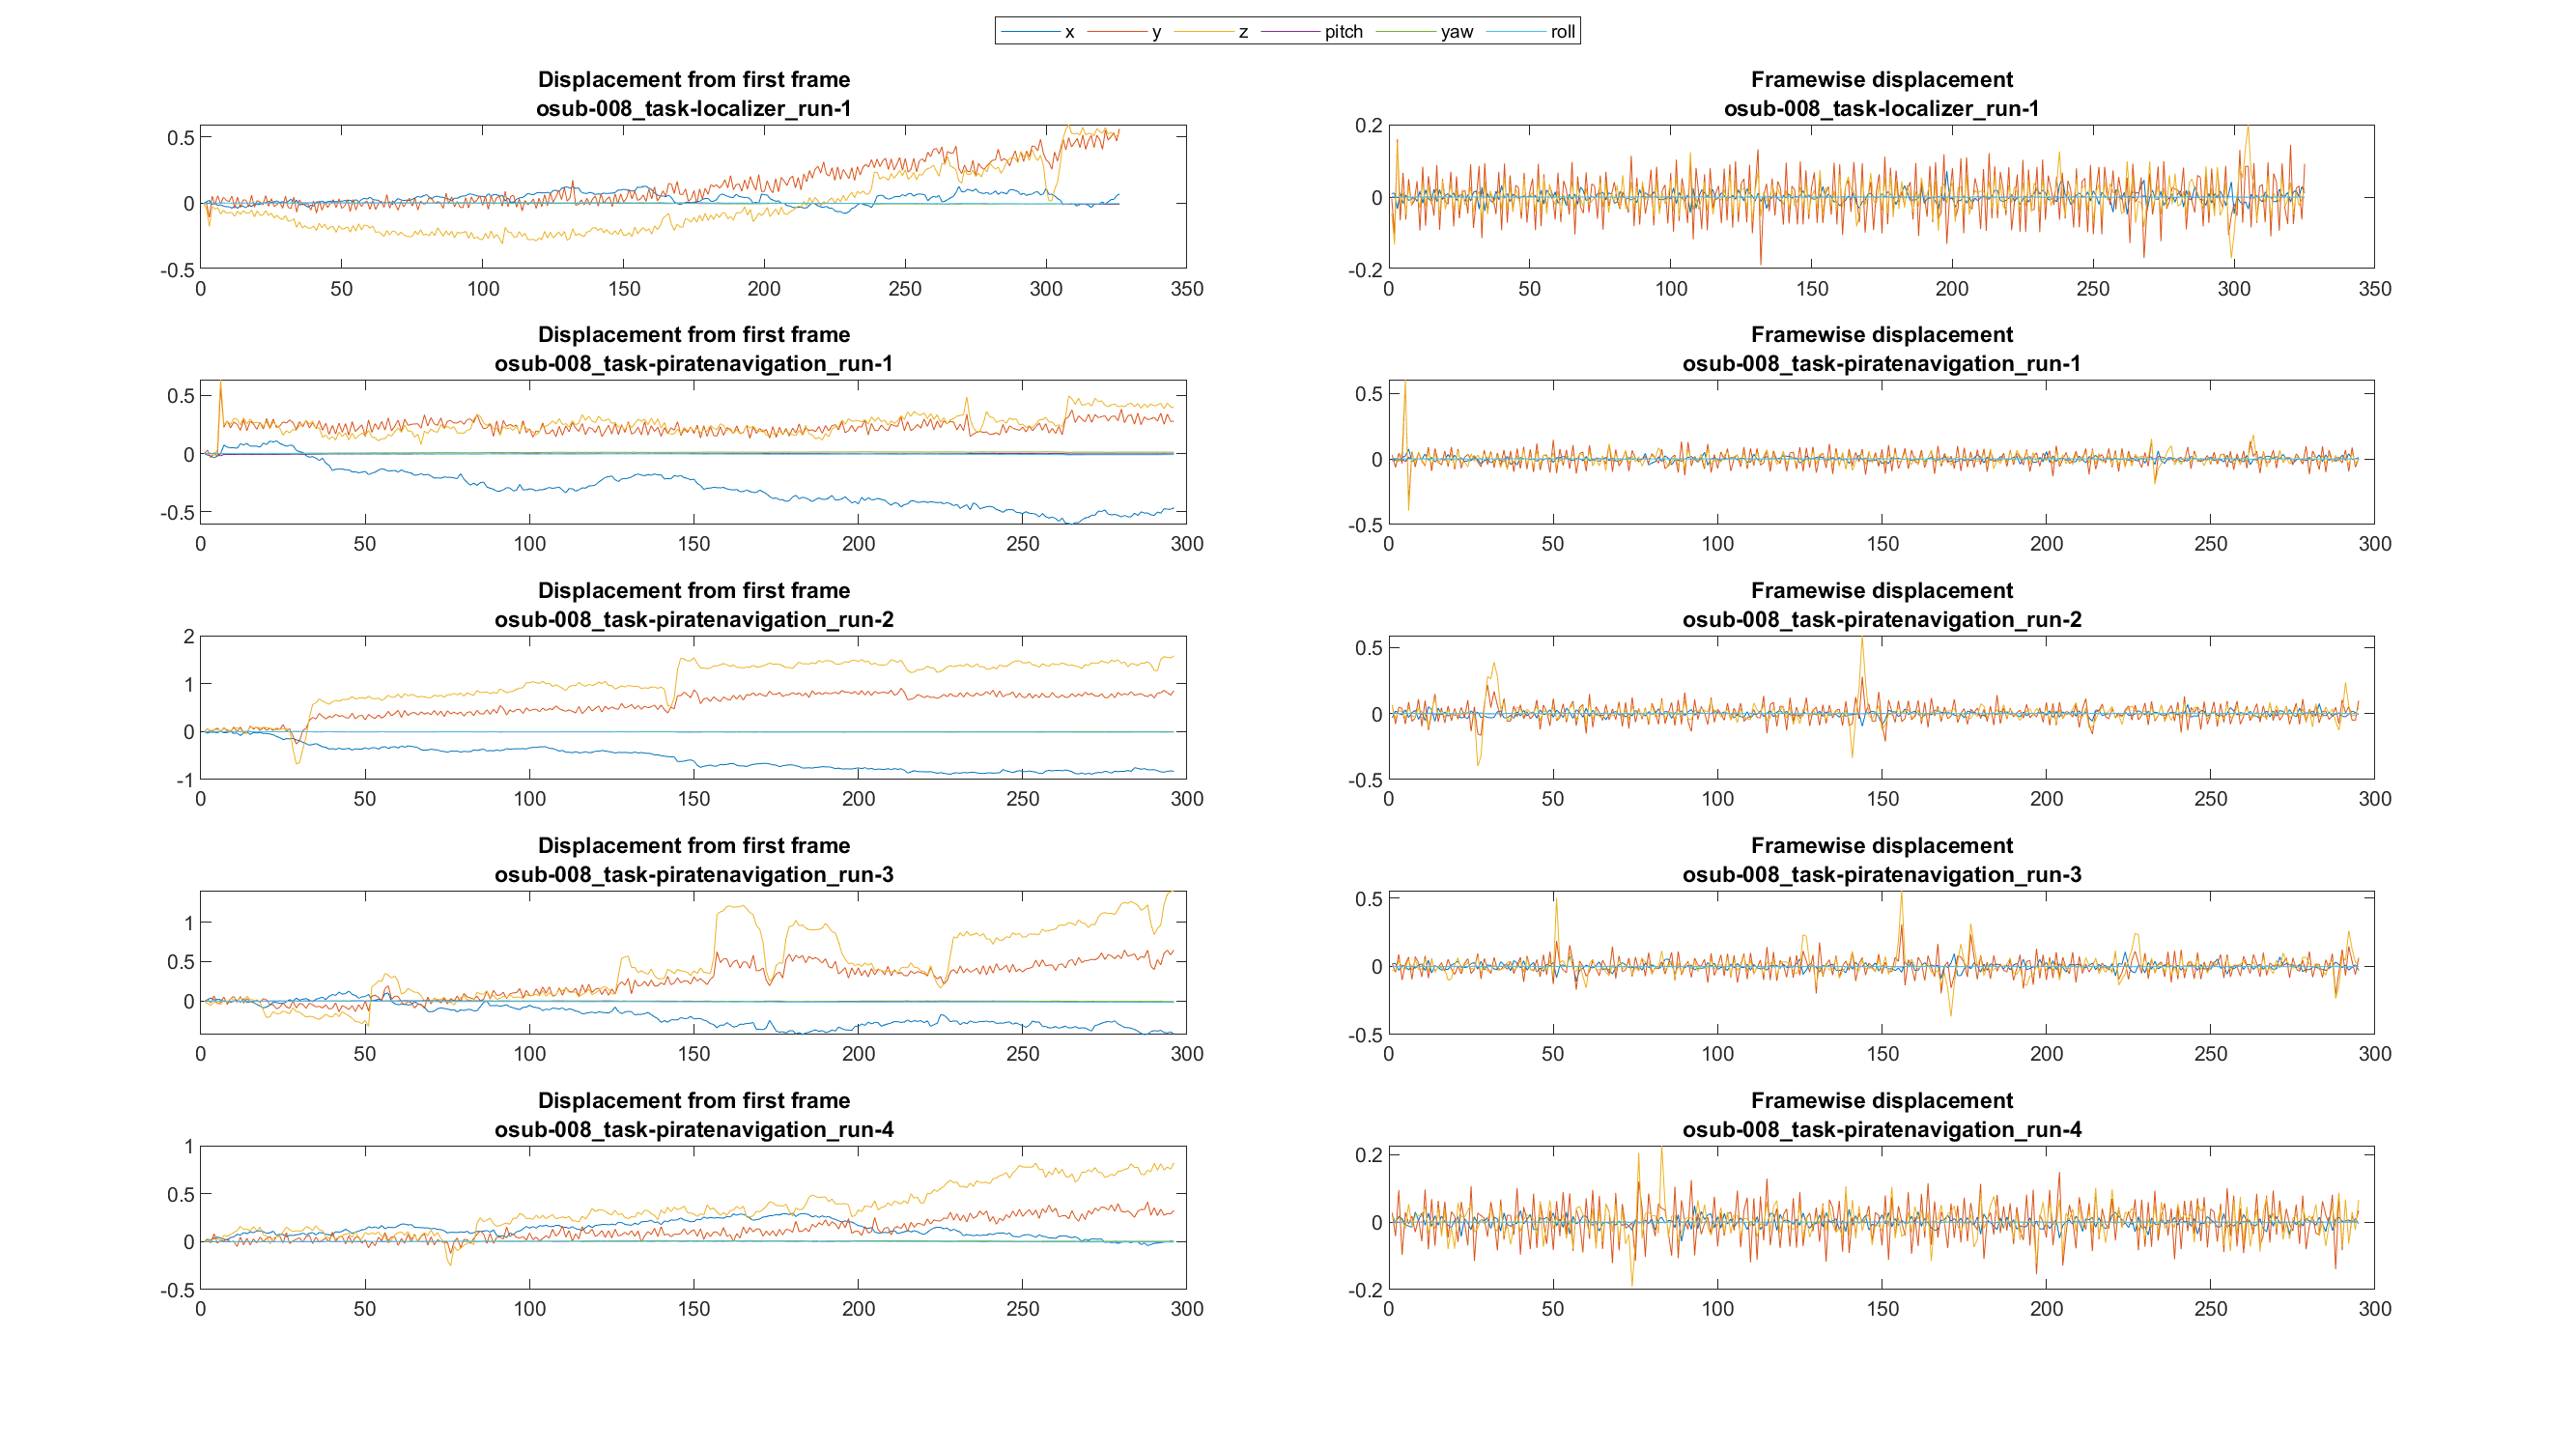 x y z pitch yaw roll
Displacement from first frame
osub-008_task-localizer_run-1
0.5
0
-0.5
0 50 100 150 200 250 300 350
Framewise displacement
osub-008_task-localizer_run-1
0.2
0
-0.2
0 50 100 150 200 250 300 350
Displacement from first frame
osub-008_task-piratenavigation_run-1
0.5
0
-0.5
0 50 100 150 200 250 300
Framewise displacement
osub-008_task-piratenavigation_run-1
0.5
0
-0.5
0 50 100 150 200 250 300
Displacement from first frame
osub-008_task-piratenavigation_run-2
2
1
0
-1
0 50 100 150 200 250 300
Framewise displacement
osub-008_task-piratenavigation_run-2
0.5
0
-0.5
0 50 100 150 200 250 300
Displacement from first frame
osub-008_task-piratenavigation_run-3
1
0.5
0
0 50 100 150 200 250 300
Framewise displacement
osub-008_task-piratenavigation_run-3
0.5
0
-0.5
0 50 100 150 200 250 300
Displacement from first frame
osub-008_task-piratenavigation_run-4
1
0.5
0
-0.5
0 50 100 150 200 250 300
Framewise displacement
osub-008_task-piratenavigation_run-4
0.2
0
-0.2
0 50 100 150 200 250 300